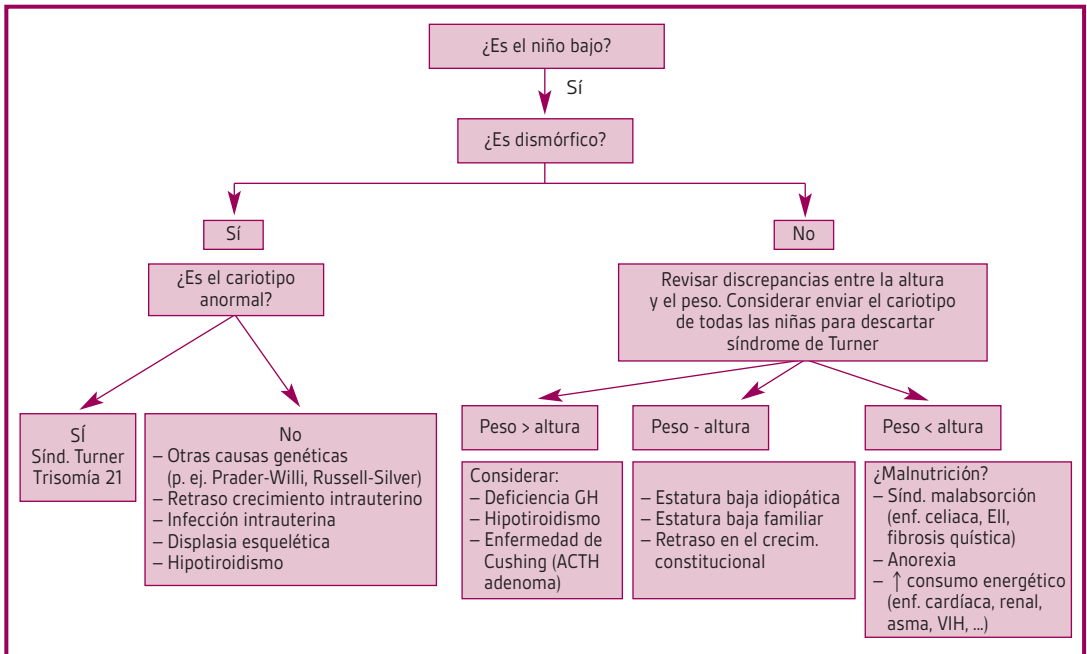 ¿Es el niño bajo?
Sí
¿Es dismórfico?
Sí
No
¿Es el cariotipo
anormal?
Revisar discrepancias entre la altura
y el peso. Considerar enviar el cariotipo
de todas las niñas para descartar
síndrome de Turner
SÍ
Sínd. Turner
Trisomía 21
No
– Otras causas genéticas
(p. ej. Prader-Willi, Russell-Silver)
– Retraso crecimiento intrauterino
– Infección intrauterina
– Displasia esquelética
– Hipotiroidismo
Peso > altura
Considerar:
– Deficiencia GH
– Hipotiroidismo
– Enfermedad de
Cushing (ACTH
adenoma)
Peso - altura
– Estatura baja idiopática
– Estatura baja familiar
– Retraso en el crecim.
constitucional
Peso < altura
¿Malnutrición?
– Sínd. malabsorción
(enf. celiaca, EII,
fibrosis quística)
– Anorexia
– ↑ consumo energético
(enf. cardíaca, renal,
asma, VIH, ...)